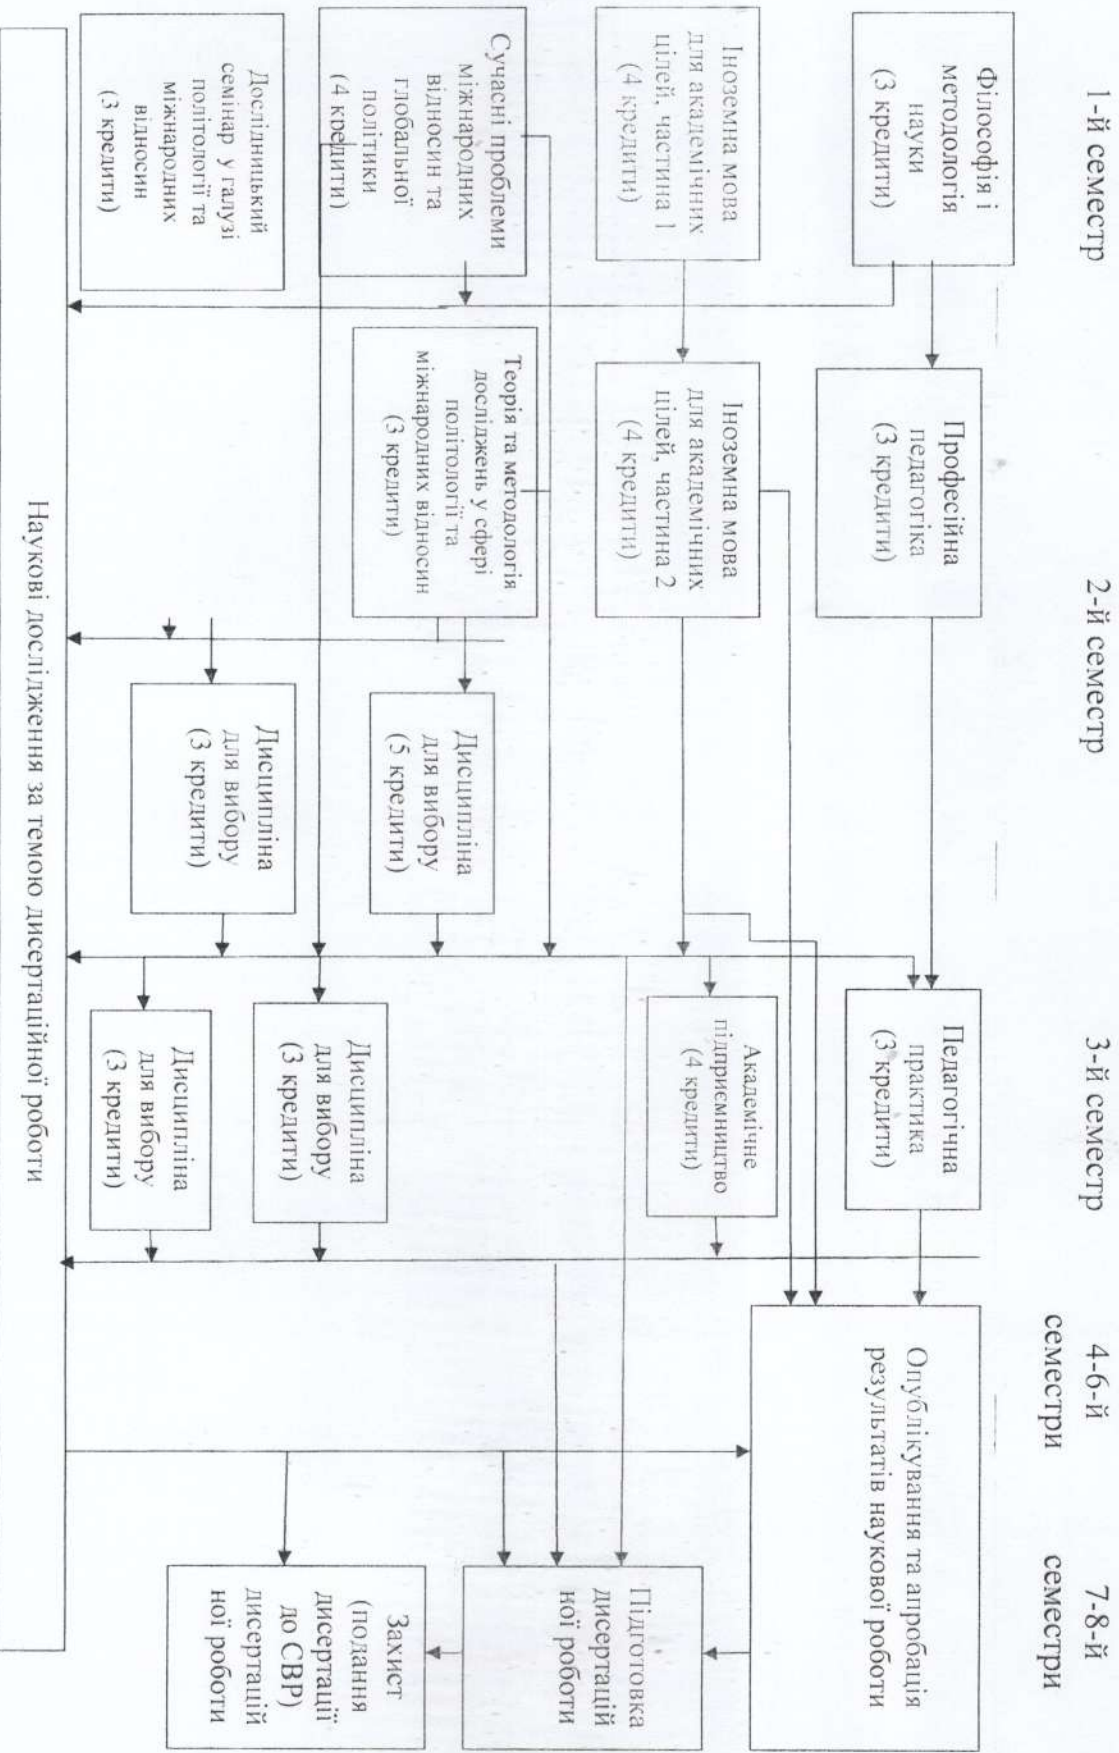 1-й семестр
2-й семестр
3-й семестр
4-6-й
семестри
7-8-й
семестри
Філософія і
методологія
науки
(3 кредити)
Професійна
педагогіка
(3 кредити)
Педагогічна
практика
(3 кредити)
Опублікування та апробація
результатів наукової роботи
Іноземна мова
для академічних
цілей, частина 1
(4 кредити)
Іноземна мова
для академічних
цілей, частина 2
(4 кредити)
Академічне
підприємництво
(4 кредити)
Підготовка
дисертацій
ної роботи
Сучасні проблеми
міжнародних
відносин та
глобальної
політики
(4 кредити)
Теорія та методологія
досліджень у сфері
політології та
міжнародних відносин
(3 кредити)
Дисципліна
для вибору
(5 кредити)
Дисципліна
для вибору
(3 кредити)
Захист
(подання
дисертації
до СВР)
дисертацій
ної роботи
Дослідницький
семінар у галузі
політології та
міжнародних
відносин
(3 кредити)
Дисципліна
для вибору
(3 кредити)
Дисципліна
для вибору
(3 кредити)
Наукові дослідження за темою дисертаційної роботи